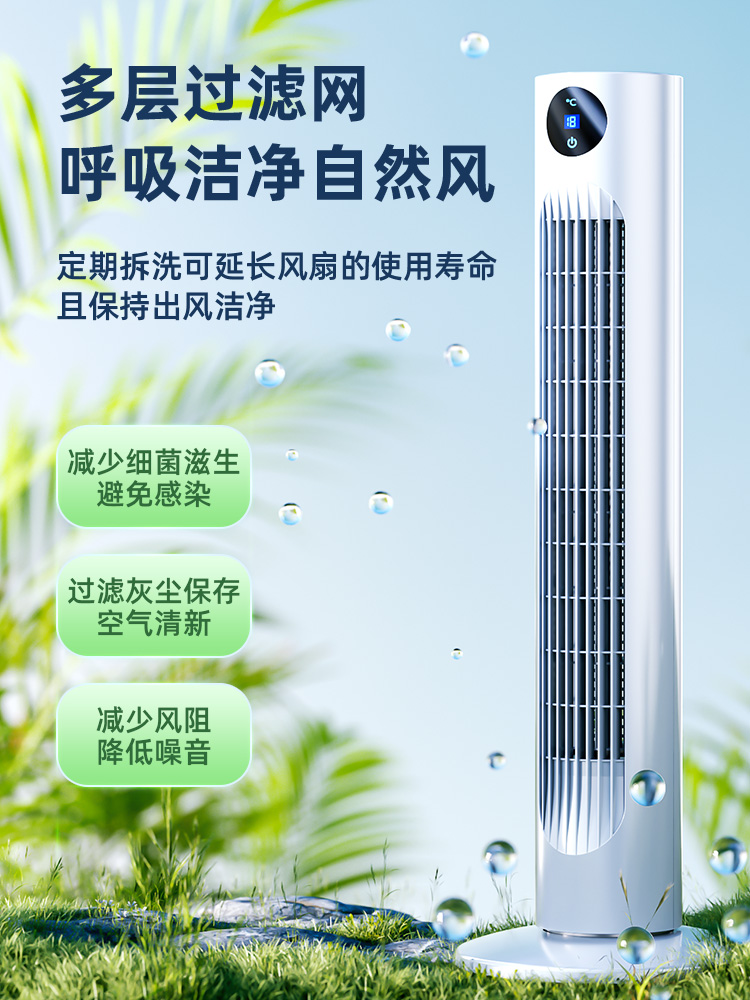 多层过滤网
呼吸洁净自然风
定期拆洗可延长风扇的使用寿命
且保持出风洁净
°C
18
减少细菌滋生
避免感染
过滤灰尘保存
空气清新
减少风阻
降低噪音